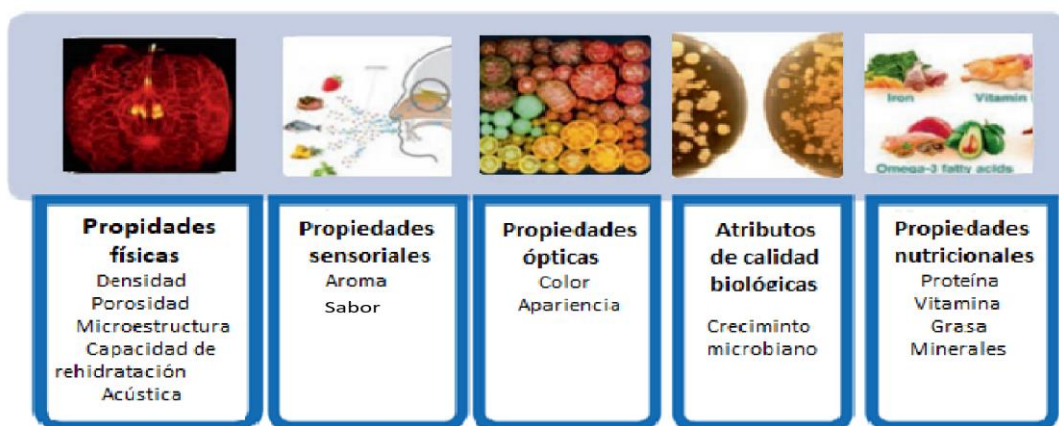 Iron
Vitamin
Omega-3 fatty acids
Propidades
físicas
Densidad
Porosidad
Microestructura
Capacidad de
rehidratación
Acústica
Propiedades
sensoriales
Aroma
Sabor
Propiedades
ópticas
Color
Apariencia
Atributos
de calidad
biológicas
Creciminto
microbiano
Propiedades
nutricionales
Proteína
Vitamina
Grasa
Minerales